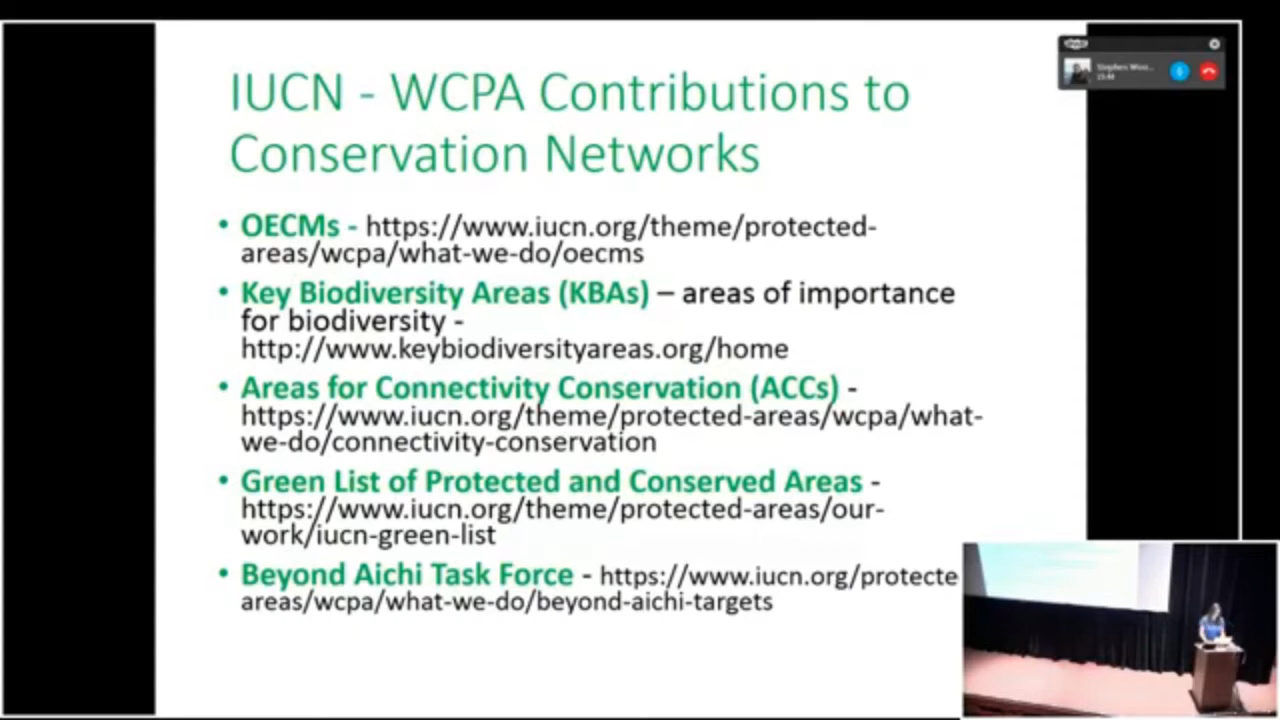 IUCN - WCPA Contributions to
Conservation Networks
• OECMs - https://www.iucn.org/theme/protected-
areas/wcpa/what-we-do/oecms
• Key Biodiversity Areas (KBAs) – areas of importance
for biodiversity -
http://www.keybiodiversityareas.org/home
• Areas for Connectivity Conservation (ACCs) -
https://www.iucn.org/theme/protected-areas/wcpa/what-
we-do/connectivity-conservation
• Green List of Protected and Conserved Areas -
https://www.iucn.org/theme/protected-areas/our-
work/iucn-green-list
• Beyond Aichi Task Force - https://www.iucn.org/protecte
areas/wcpa/what-we-do/beyond-aichi-targets
Stephen